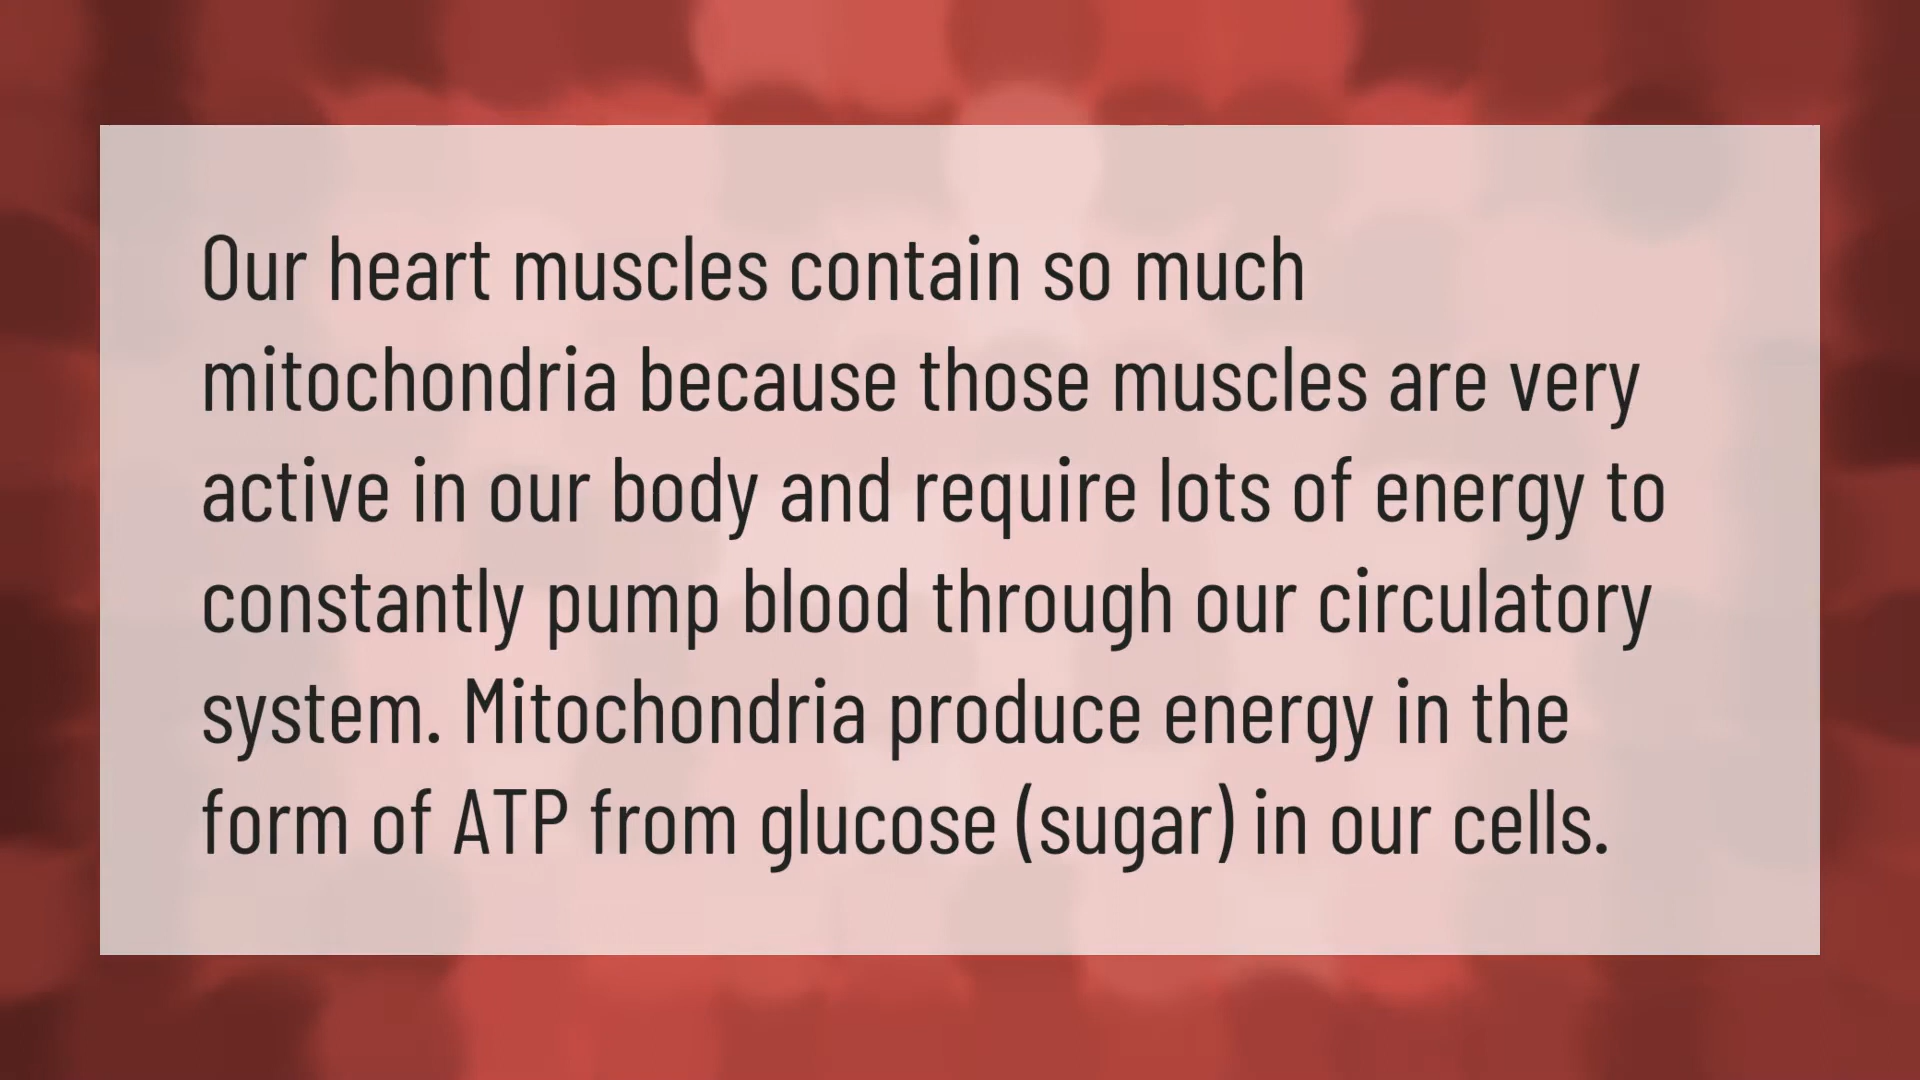 Our heart muscles contain so much
mitochondria because those muscles are very
active in our body and require lots of energy to
constantly pump blood through our circulatory
system. Mitochondria produce energy in the
form of ATP from glucose (sugar) in our cells.